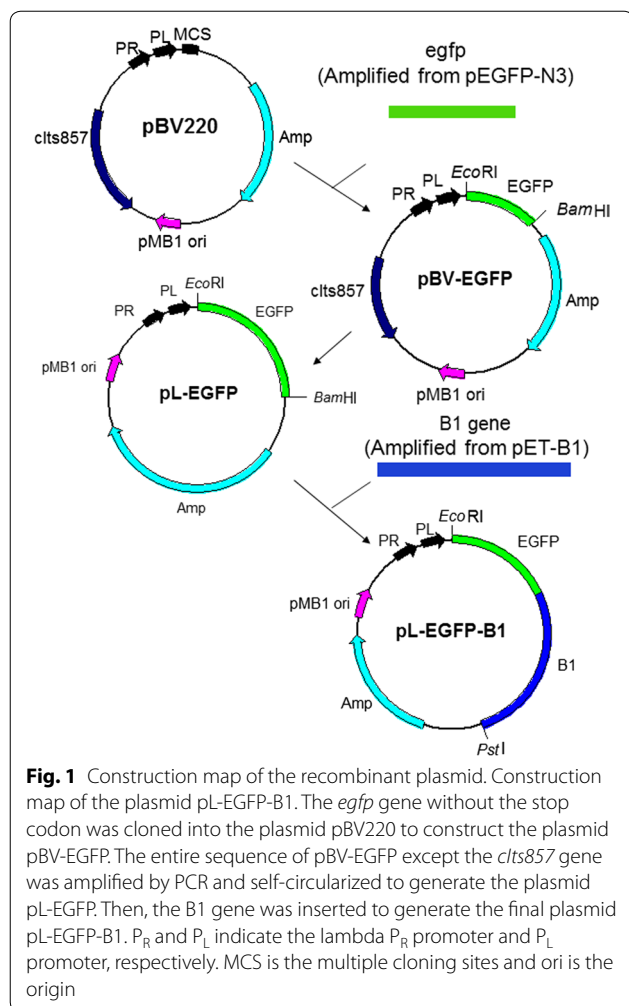 PR PL MCS
pBV220
cIts857
Amp
pMB1 ori
egfp
(Amplified from pEGFP-N3)
PR PL EcoRI
EGFP
BamHI
cIts857
pBV-EGFP
Amp
pMB1 ori
PR PL EcoRI
EGFP
pMB1 ori
pL-EGFP
BamHI
Amp
B1 gene
(Amplified from pET-B1)
PR PL EcoRI
EGFP
pMB1 ori
pL-EGFP-B1
Amp
B1
PstI
Fig. 1 Construction map of the recombinant plasmid. Construction
map of the plasmid pL-EGFP-B1. The egfp gene without the stop
codon was cloned into the plasmid pBV220 to construct the plasmid
pBV-EGFP. The entire sequence of pBV-EGFP except the cIts857 gene
was amplified by PCR and self-circularized to generate the plasmid
pL-EGFP. Then, the B1 gene was inserted to generate the final plasmid
pL-EGFP-B1. PR and PL indicate the lambda PR promoter and PL
promoter, respectively. MCS is the multiple cloning sites and ori is the
origin